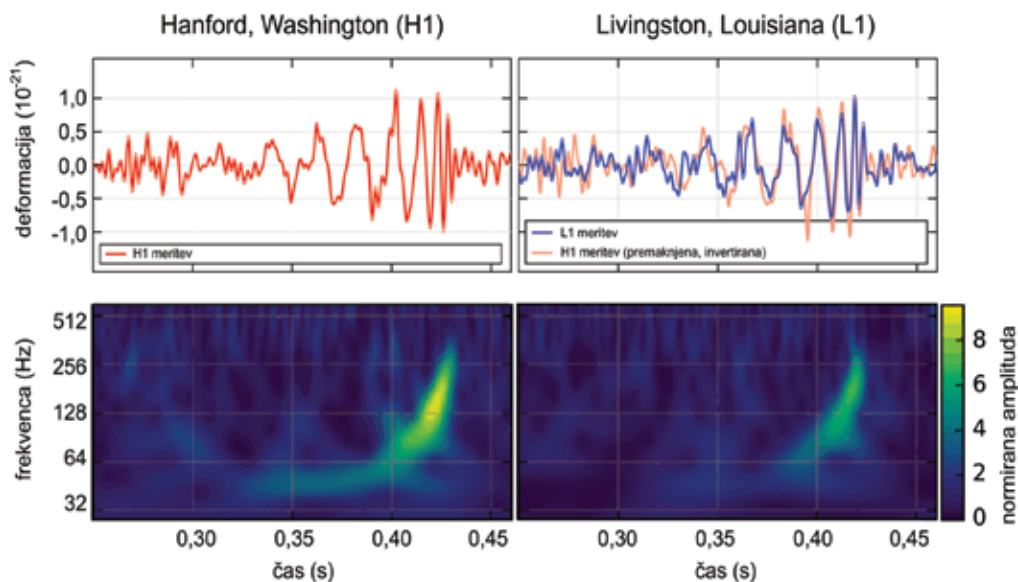 Hanford, Washington (H1)
Livingston, Louisiana (L1)
deformacija (10⁻²¹)
1,0
0,5
0,0
-0,5
-1,0
H1 meritev
L1 meritev
H1 meritev (premaknjena, invertirana)
frekvenca (Hz)
512
256
128
64
32
0,30
0,35
0,40
0,45
čas (s)
0,30
0,35
0,40
0,45
čas (s)
8
6
4
2
0
normirana amplituda